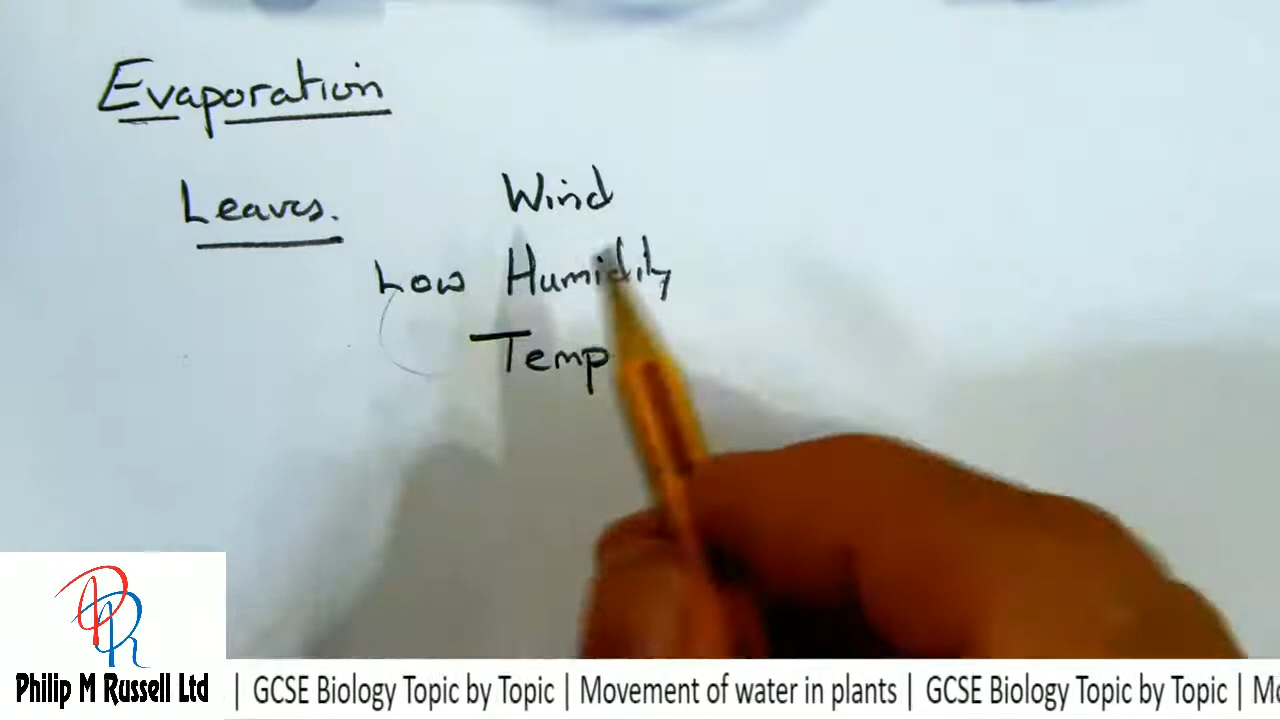 Evaporation
Leaves.
Wind
Low Humidity
Temp
Philip M Russell Ltd
| GCSE Biology Topic by Topic | Movement of water in plants | GCSE Biology Topic by Topic |